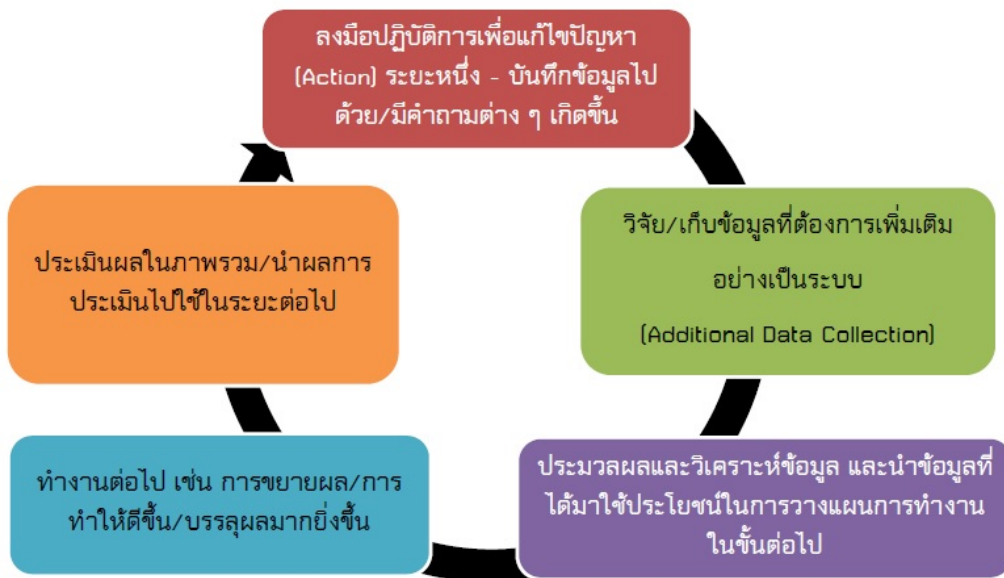 ลงมือปฏิบัติการเพื่อแก้ไขปัญหา
(Action) ระยะหนึ่ง - บันทึกข้อมูลไป
ด้วย/มีคำถามต่าง ๆ เกิดขึ้น
วิจัย/เก็บข้อมูลที่ต้องการเพิ่มเติม
อย่างเป็นระบบ
(Additional Data Collection)
ประมวลผลและวิเคราะห์ข้อมูล และนำข้อมูลที่
ได้มาใช้ประโยชน์ในการวางแผนการทำงาน
ในขั้นต่อไป
ทำงานต่อไป เช่น การขยายผล/การ
ทำให้ดีขึ้น/บรรลุผลมากยิ่งขึ้น
ประเมินผลในภาพรวม/นำผลการ
ประเมินไปใช้ในระยะต่อไป